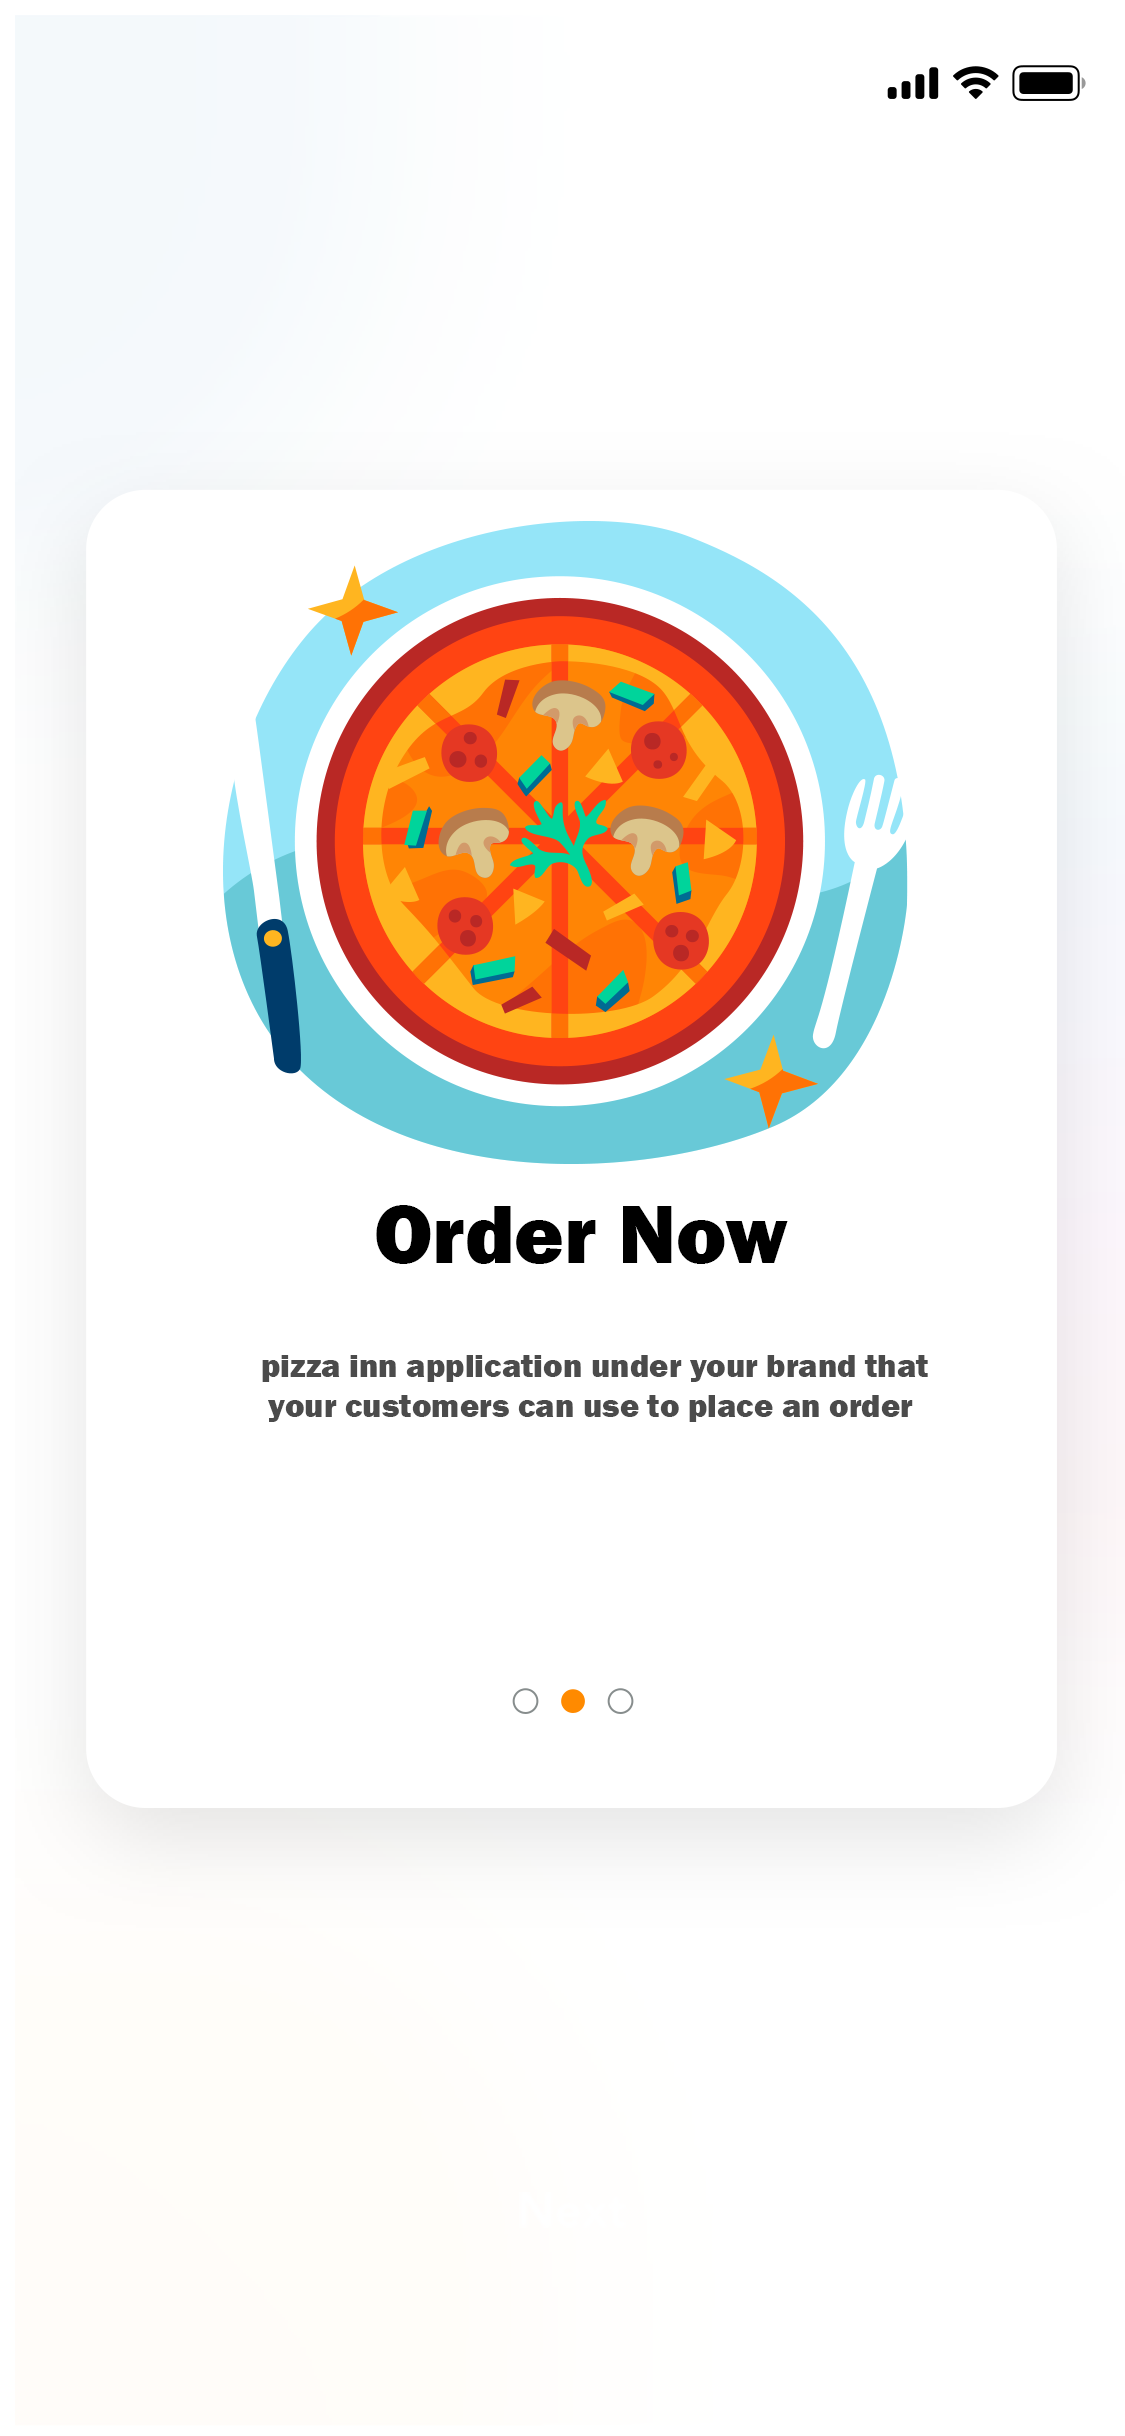 Order Now
pizza inn application under your brand that
your customers can use to place an order